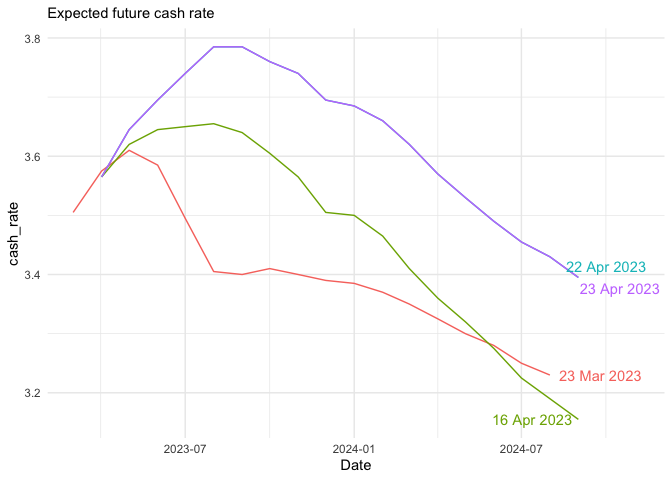 Expected future cash rate
3.8
3.6
3.4
3.2
cash_rate
22 Apr 2023
23 Apr 2023
23 Mar 2023
16 Apr 2023
2023-07
2024-01
2024-07
Date